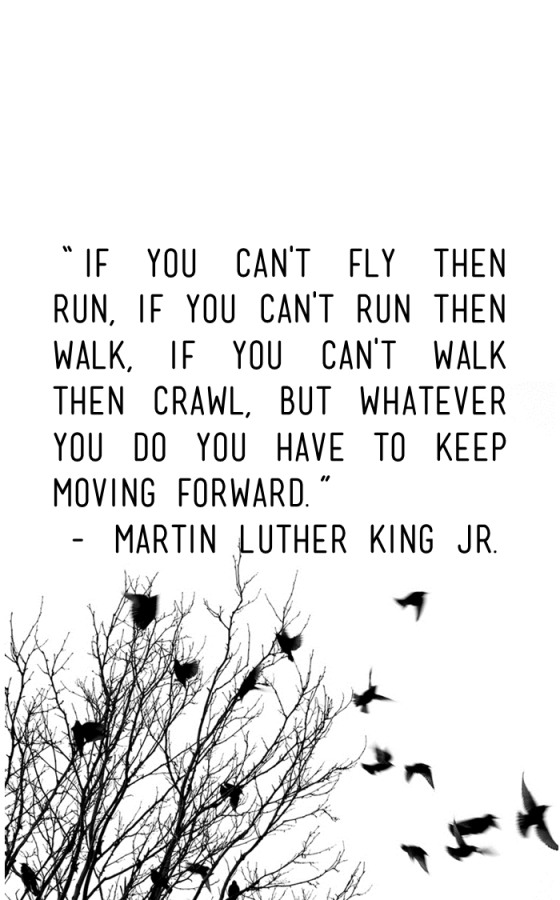 “IF YOU CAN'T FLY THEN
RUN, IF YOU CAN'T RUN THEN
WALK, IF YOU CAN'T WALK
THEN CRAWL, BUT WHATEVER
YOU DO YOU HAVE TO KEEP
MOVING FORWARD.”
- MARTIN LUTHER KING JR.